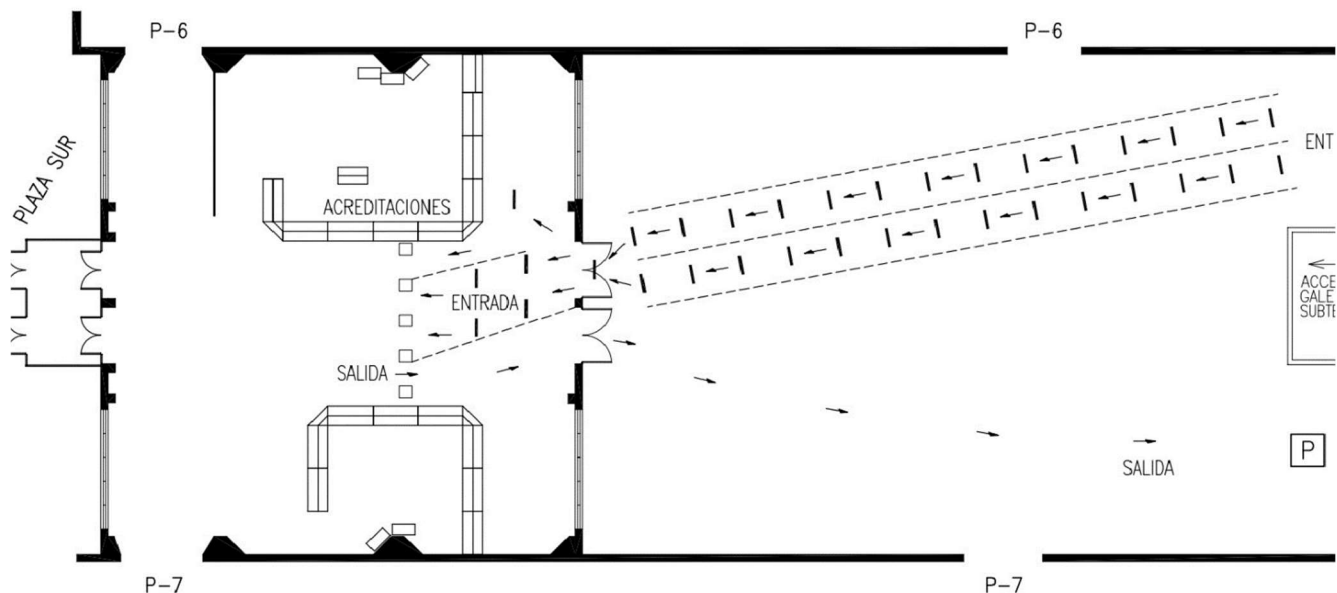 P-6
P-6
PLAZA SUR
ENT
ACREDITACIONES
ACCE
GALE
SUBTE
ENTRADA
SALIDA
SALIDA
P
P-7
P-7